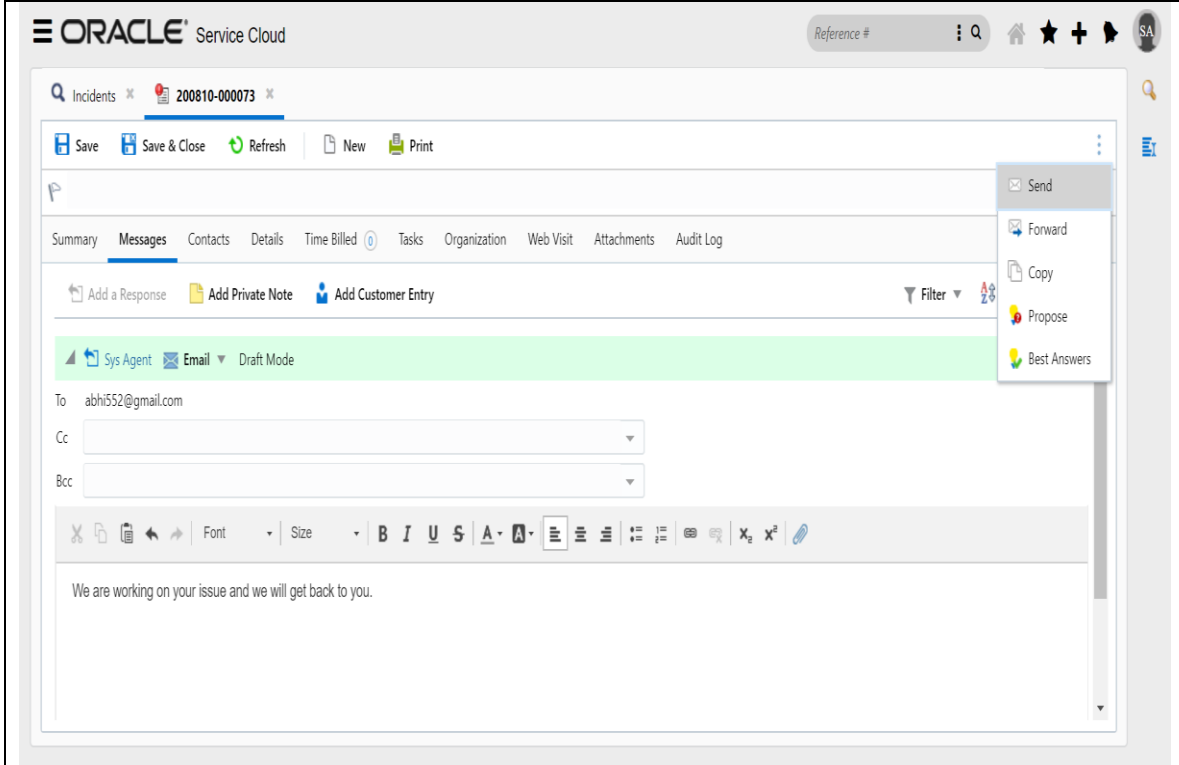 ORACLE Service Cloud
Reference #
SA
Incidents
200810-000073
Save
Save & Close
Refresh
New
Print
Send
Forward
Copy
Propose
Best Answers
Summary
Messages
Contacts
Details
Time Billed 0
Tasks
Organization
Web Visit
Attachments
Audit Log
Add a Response
Add Private Note
Add Customer Entry
Filter
Sys Agent
Email
Draft Mode
To abhi552@gmail.com
Cc
Bcc
Font
Size
We are working on your issue and we will get back to you.